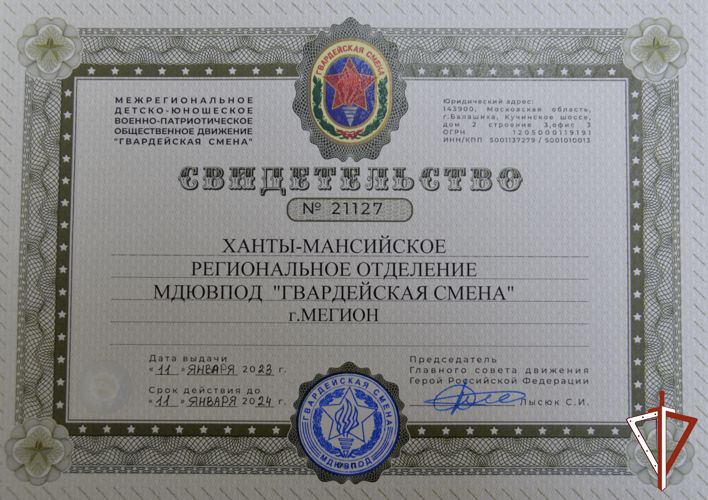 ГВАРДЕЙСКАЯ СМЕНА
МЕЖРЕГИОНАЛЬНОЕ
ДЕТСКО-ЮНОШЕСКОЕ
ВОЕННО-ПАТРИОТИЧЕСКОЕ
ОБЩЕСТВЕННОЕ ДВИЖЕНИЕ
"ГВАРДЕЙСКАЯ СМЕНА"
Юридический адрес:
143900, Московская область,
г.Балашиха, Кучинское шоссе,
дом 2 строение 3,офис 3
ОГРН 1205000119191
ИНН/КПП 5001137279 / 500101013
СВИДЕТЕЛЬСТВО
№ 21127
ХАНТЫ-МАНСИЙСКОЕ
РЕГИОНАЛЬНОЕ ОТДЕЛЕНИЕ
МДЮВПОД "ГВАРДЕЙСКАЯ СМЕНА"
г.МЕГИОН
Дата выдачи
«11» ЯНВАРЯ 2023 г.
Срок действия до
«11» ЯНВАРЯ 2024 г.
ГВАРДЕЙСКАЯ СМЕНА
МДЮВПОД
Председатель
Главного совета движения
Герой Российской Федерации
Лысюк С.И.